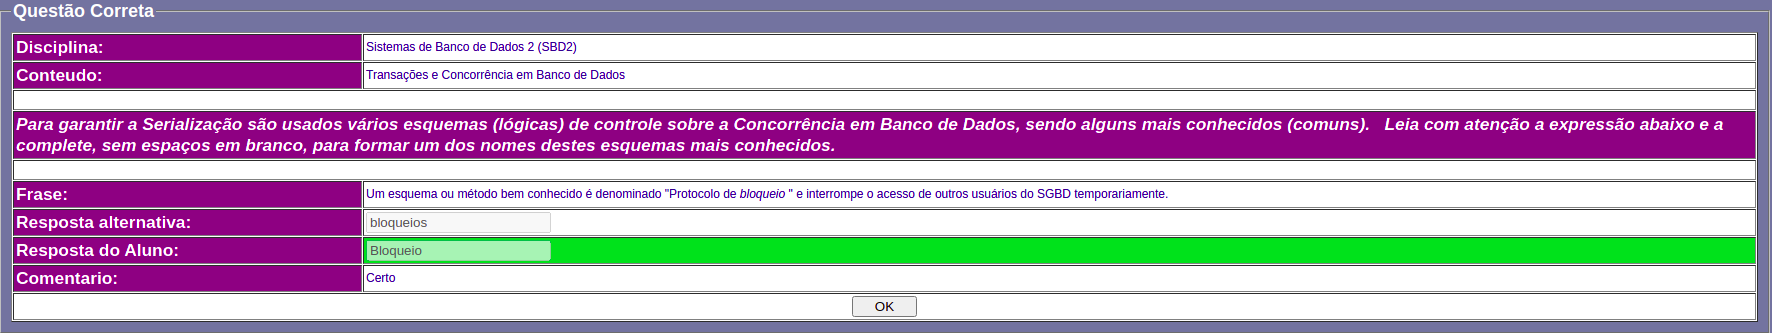 Questão Correta
Disciplina: Sistemas de Banco de Dados 2 (SBD2)
Conteudo: Transações e Concorrência em Banco de Dados
Para garantir a Serialização são usados vários esquemas (lógicas) de controle sobre a Concorrência em Banco de Dados, sendo alguns mais conhecidos (comuns). Leia com atenção a expressão abaixo e a
complete, sem espaços em branco, para formar um dos nomes destes esquemas mais conhecidos.
Frase: Um esquema ou método bem conhecido é denominado "Protocolo de bloqueio " e interrompe o acesso de outros usuários do SGBD temporariamente.
Resposta alternativa: bloqueios
Resposta do Aluno: Bloqueio
Comentario: Certo
OK